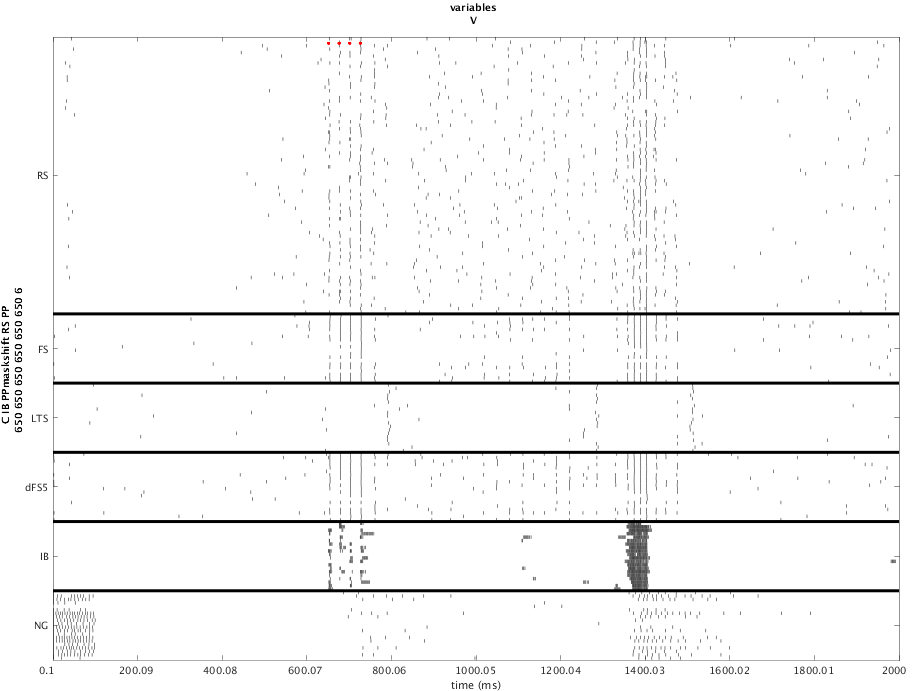 variables
V
C IB PPmaskshift RS PP
650 650 650 650 650 650 650 6
RS
FS
LTS
dFS5
IB
NG
0.1 200.09 400.08 600.07 800.06 1000.05 1200.04 1400.03 1600.02 1800.01 2000
time (ms)